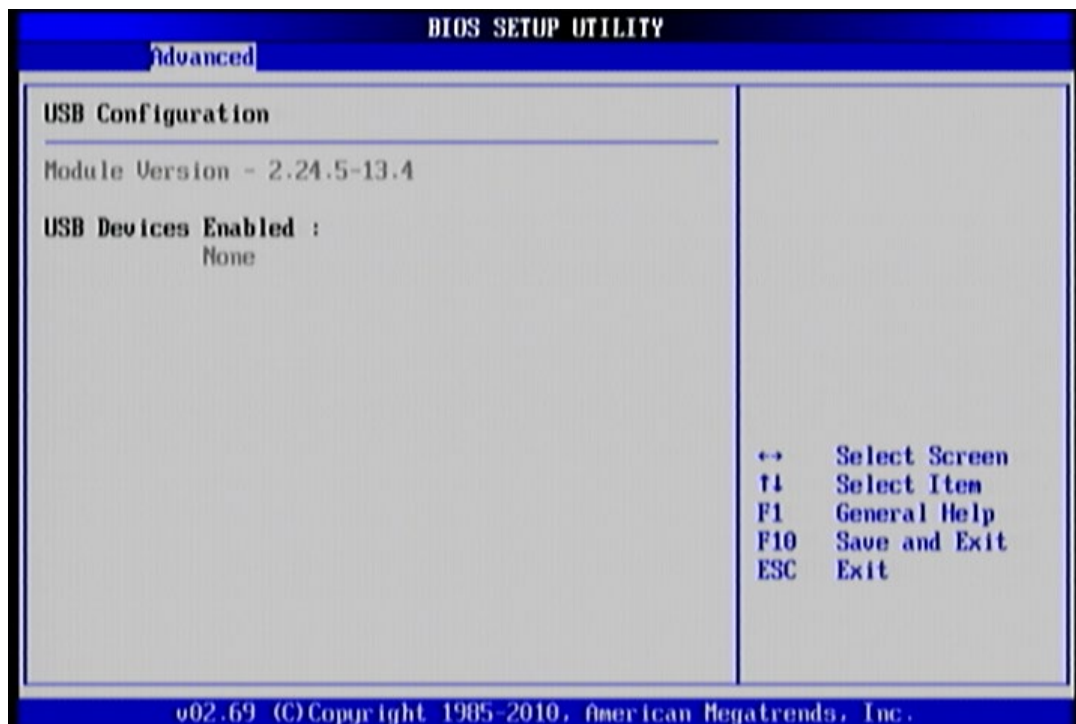 BIOS SETUP UTILITY
Advanced
USB Configuration
Module Version - 2.24.5-13.4
USB Devices Enabled :
None
↔ Select Screen
↑↓ Select Item
F1 General Help
F10 Save and Exit
ESC Exit
v02.69 (C)Copyright 1985-2010, American Megatrends, Inc.